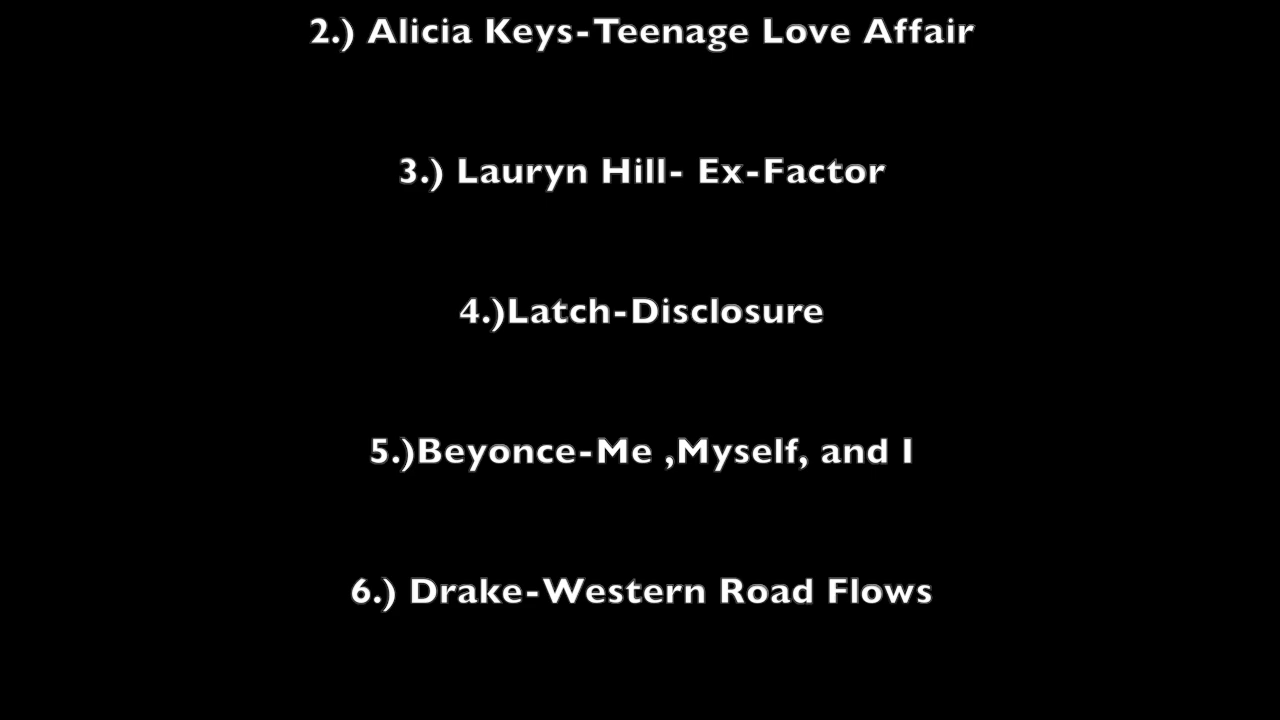 2.) Alicia Keys-Teenage Love Affair
3.) Lauryn Hill- Ex-Factor
4.)Latch-Disclosure
5.)Beyonce-Me ,Myself, and I
6.) Drake-Western Road Flows